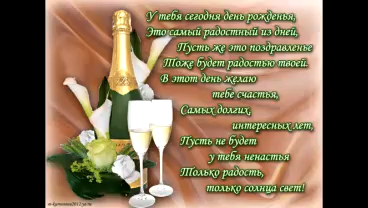 У тебя сегодня день рожденья,
Это самый радостный из дней,
Пусть же это поздравленье
Тоже будет радостью твоей.
В этот день желаю
тебе счастья,
Самых долгих,
интересных лет,
Пусть не будет
у тебя ненастья
Только радость,
только солнца свет!